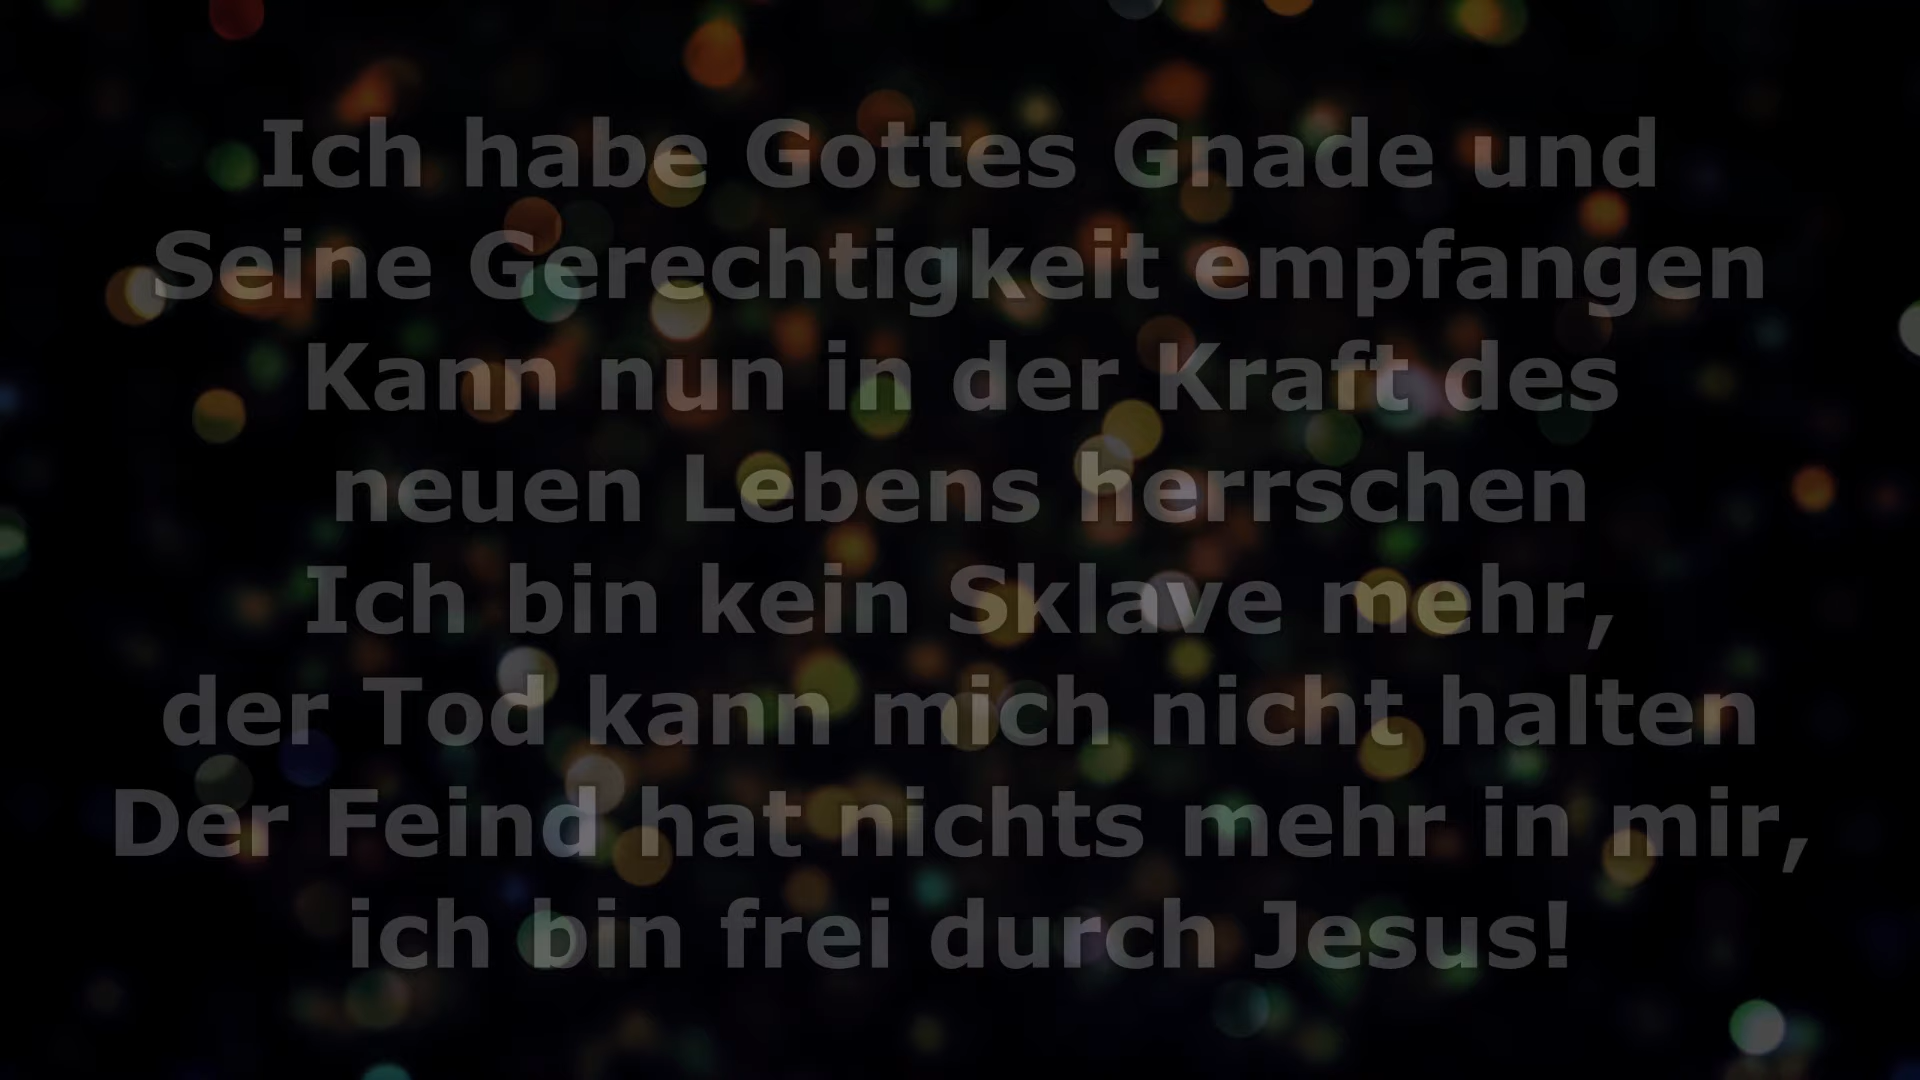 Ich habe Gottes Gnade und
Seine Gerechtigkeit empfangen
Kann nun in der Kraft des
neuen Lebens herrschen
Ich bin kein Sklave mehr,
der Tod kann mich nicht halten
Der Feind hat nichts mehr in mir,
ich bin frei durch Jesus!